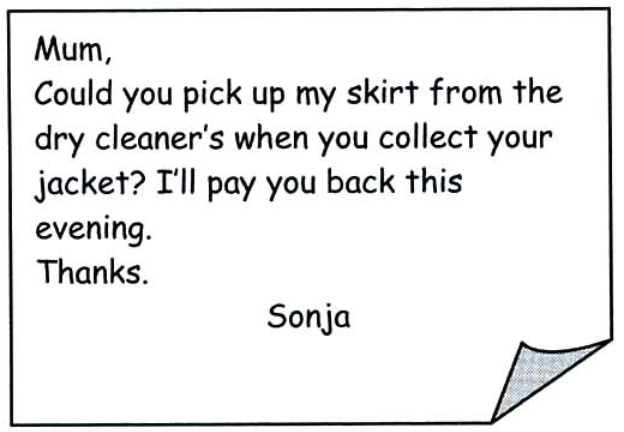 Mum,
Could you pick up my skirt from the
dry cleaner's when you collect your
jacket? I'll pay you back this
evening.
Thanks.
Sonja